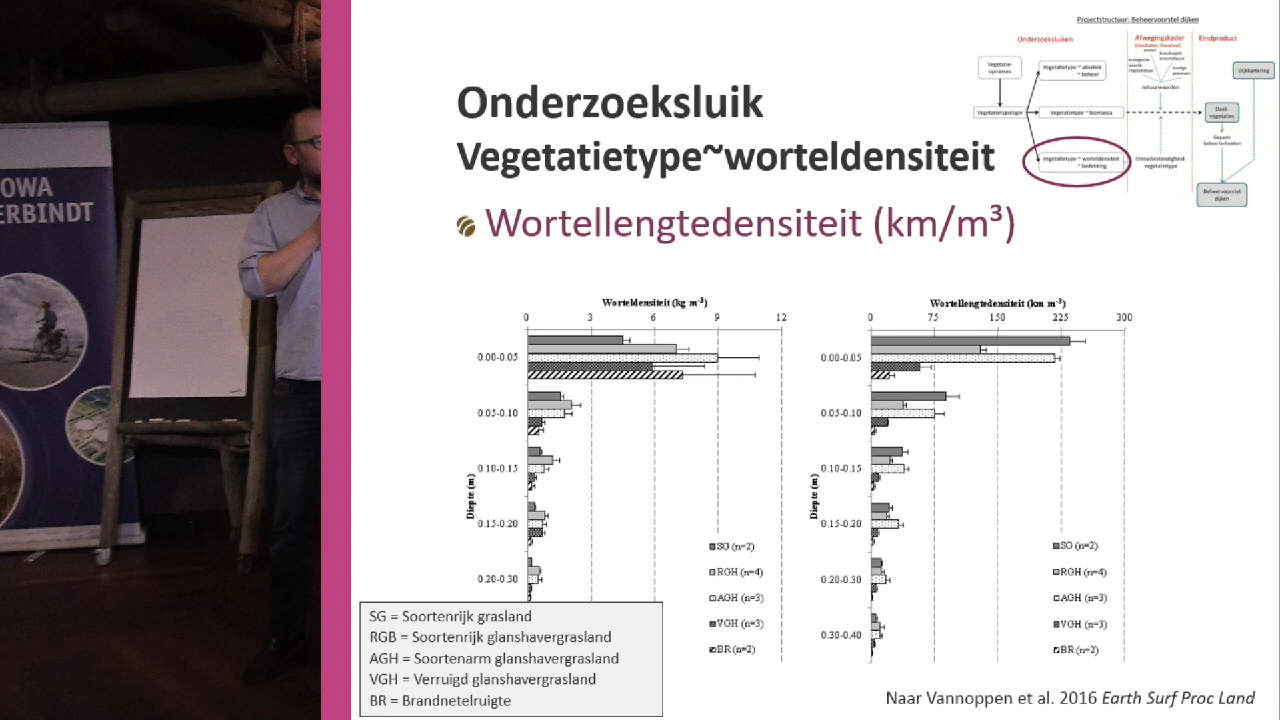 A
ERBIND
Projectstructuur: Beheervoorstel dijken
Onderzoeksluiken
Afwegingskader
(resultaten, literatuur)
Eindproduct
Vegetatie-
opnames
Vegetatietype ~ abiotiek
~ beheer
Dijkkartering
natuurwaarden
Vegetatietypologie
Vegetatietype ~ biomassa
Doel-
vegetaties
Gepaste
beheertechnieken
Vegetatietype ~ worteldensiteit
~ bedekking
Erosiebestendigheid
vegetatietype
Beheervoorstel
dijken
Onderzoeksluik
Vegetatietype~worteldensiteit
Wortellengtedensiteit (km/m³)
Worteldensiteit (kg m⁻³)
0 3 6 9 12
Diepte (m)
0.00-0.05
0.05-0.10
0.10-0.15
0.15-0.20
0.20-0.30
SG (n=2)
RGH (n=4)
AGH (n=3)
VGH (n=3)
BR (n=2)
Wortellengtedensiteit (km m⁻³)
0 75 150 225 300
Diepte (m)
0.00-0.05
0.05-0.10
0.10-0.15
0.15-0.20
0.20-0.30
0.30-0.40
SG (n=2)
RGH (n=4)
AGH (n=3)
VGH (n=3)
BR (n=2)
SG = Soortenrijk grasland
RGB = Soortenrijk glanshavergrasland
AGH = Soortenarm glanshavergrasland
VGH = Verruigd glanshavergrasland
BR = Brandnetelruigte
Naar Vannoppen et al. 2016 Earth Surf Proc Land